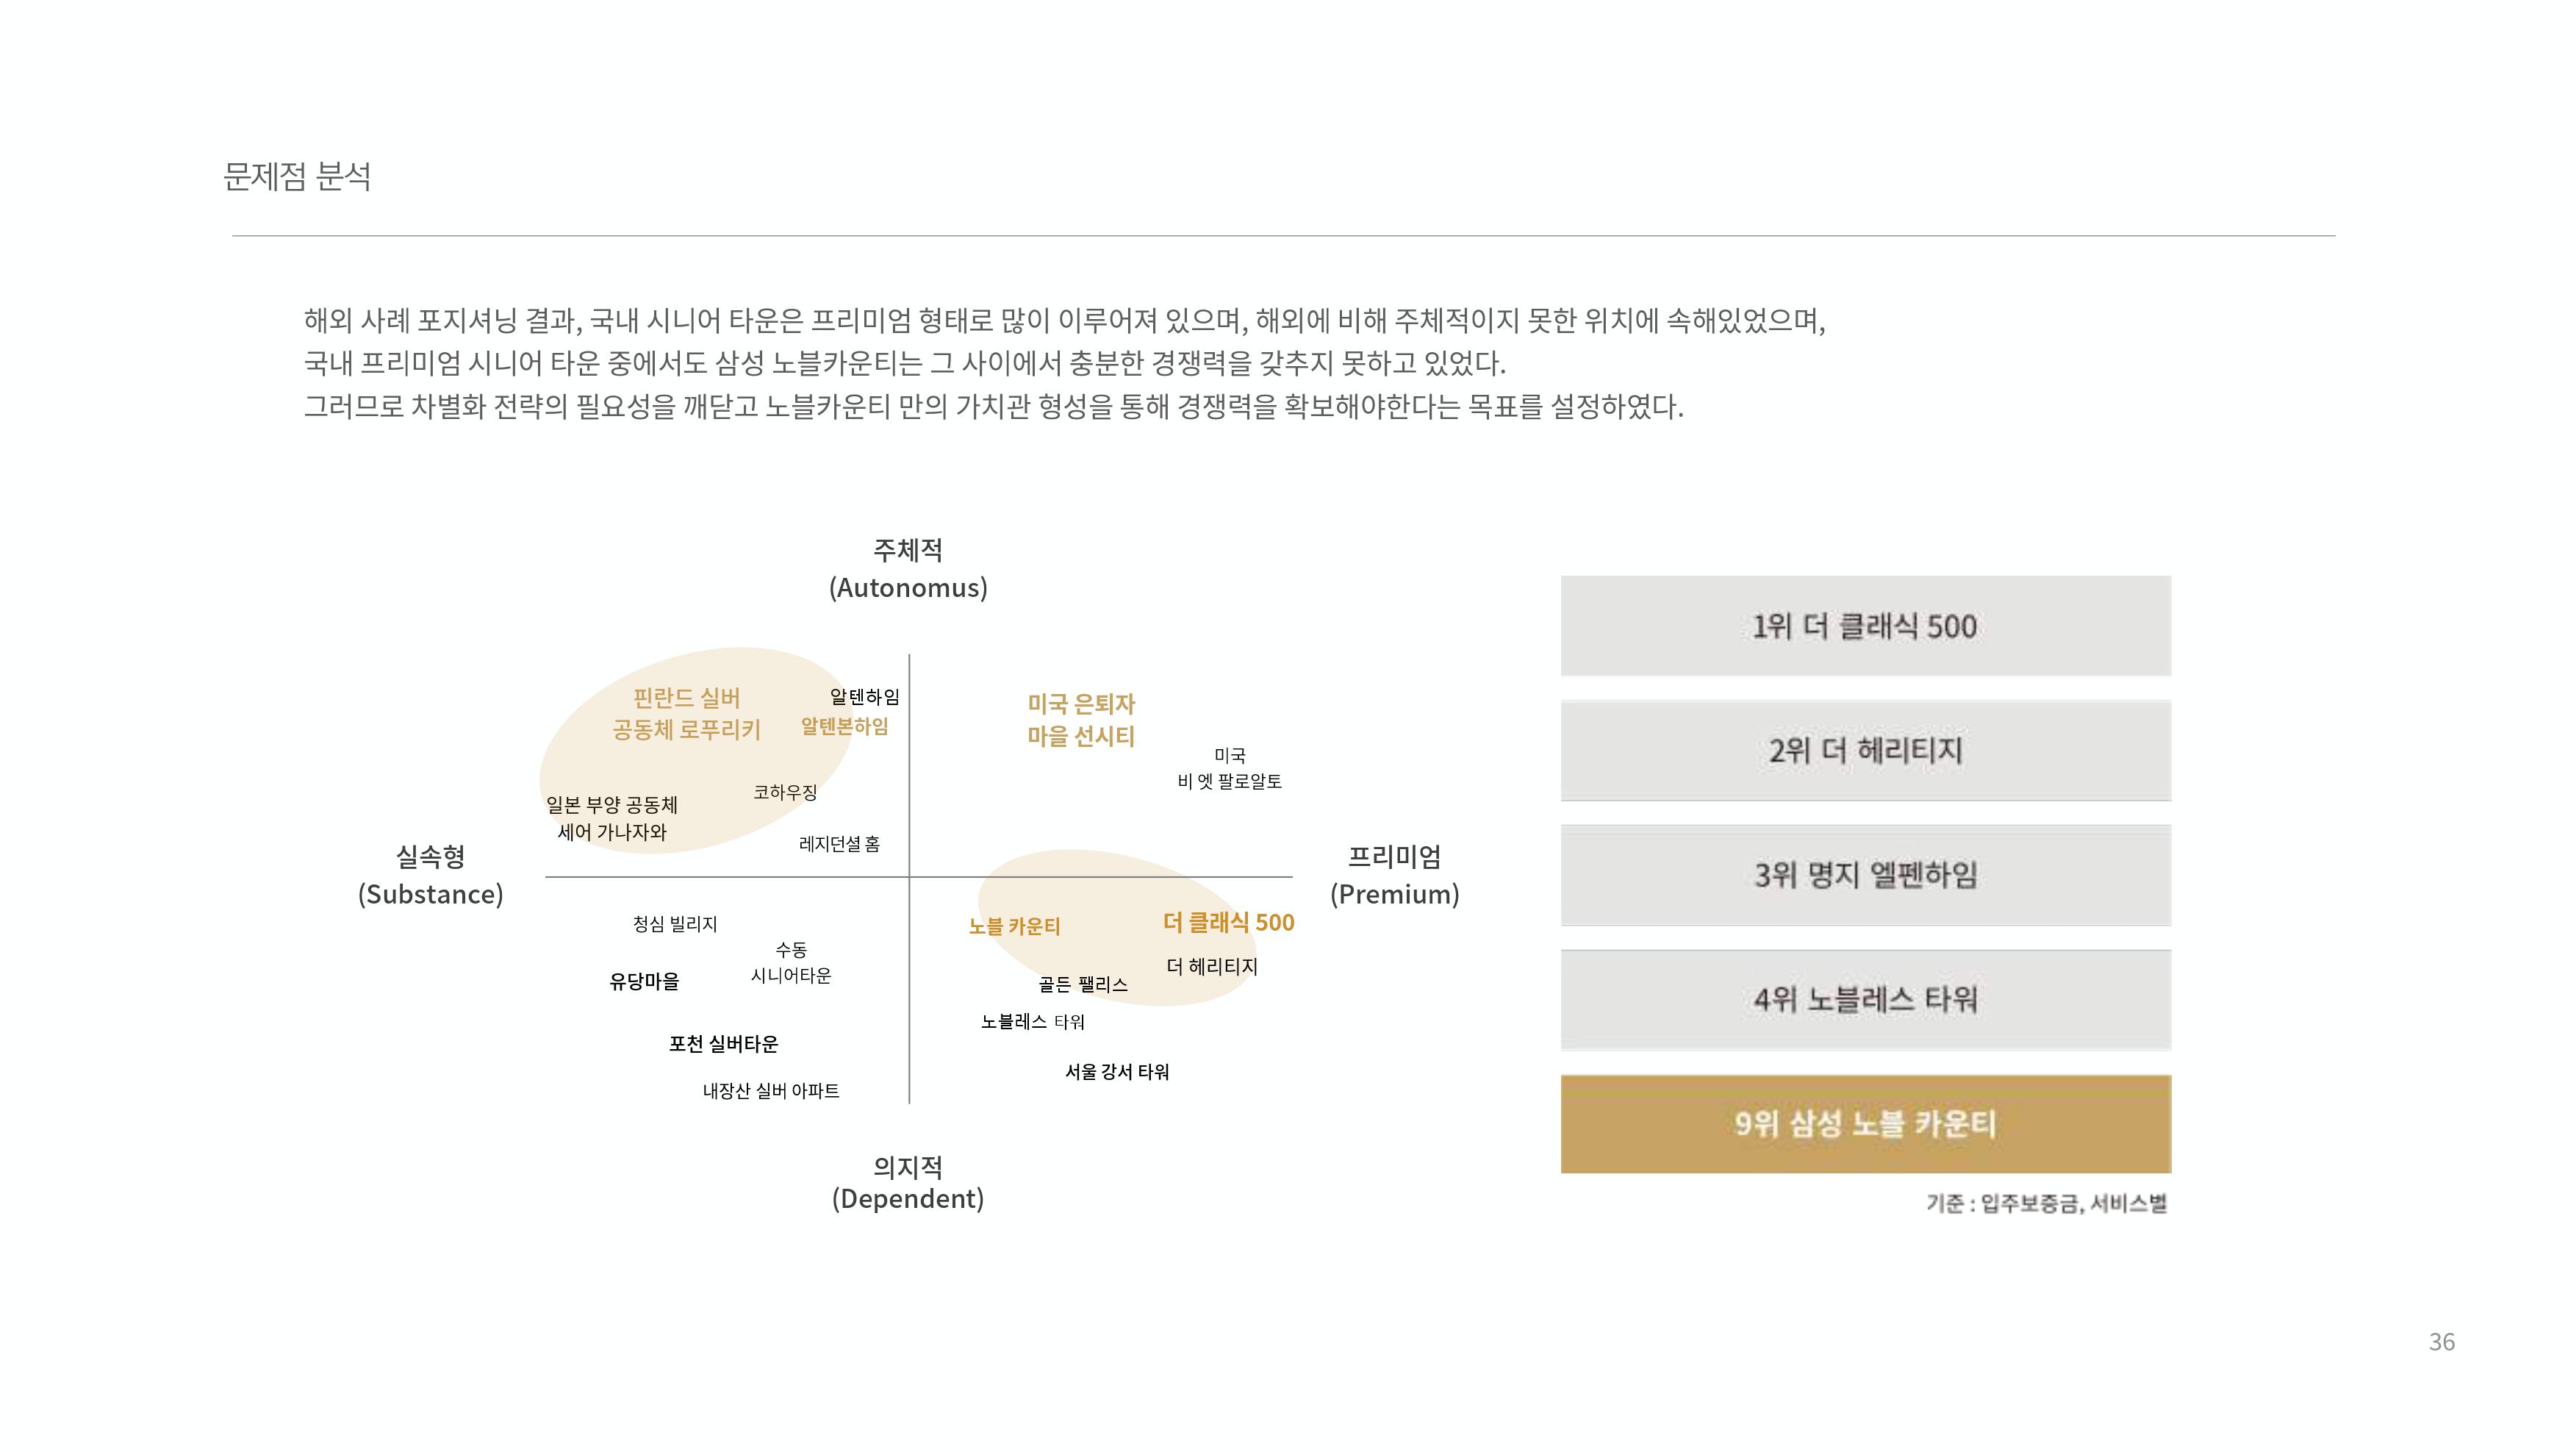 문제점 분석
해외 사례 포지셔닝 결과, 국내 시니어 타운은 프리미엄 형태로 많이 이루어져 있으며, 해외에 비해 주체적이지 못한 위치에 속해있었으며,
국내 프리미엄 시니어 타운 중에서도 삼성 노블카운티는 그 사이에서 충분한 경쟁력을 갖추지 못하고 있었다.
그러므로 차별화 전략의 필요성을 깨닫고 노블카운티 만의 가치관 형성을 통해 경쟁력을 확보해야한다는 목표를 설정하였다.
주체적
(Autonomus)
핀란드 실버
공동체 로푸리키
알텐하임
알텐본하임
미국 은퇴자
마을 선시티
미국
비 엣 팔로알토
코하우징
일본 부양 공동체
세어 가나자와
레지던셜 홈
실속형
(Substance)
프리미엄
(Premium)
청심 빌리지
수동
시니어타운
유당마을
포천 실버타운
내장산 실버 아파트
노블 카운티
더 클래식 500
더 헤리티지
골든 팰리스
노블레스 타워
서울 강서 타워
의지적
(Dependent)
1위 더 클래식 500
2위 더 헤리티지
3위 명지 엘펜하임
4위 노블레스 타워
9위 삼성 노블 카운티
기준 : 입주보증금, 서비스별
36